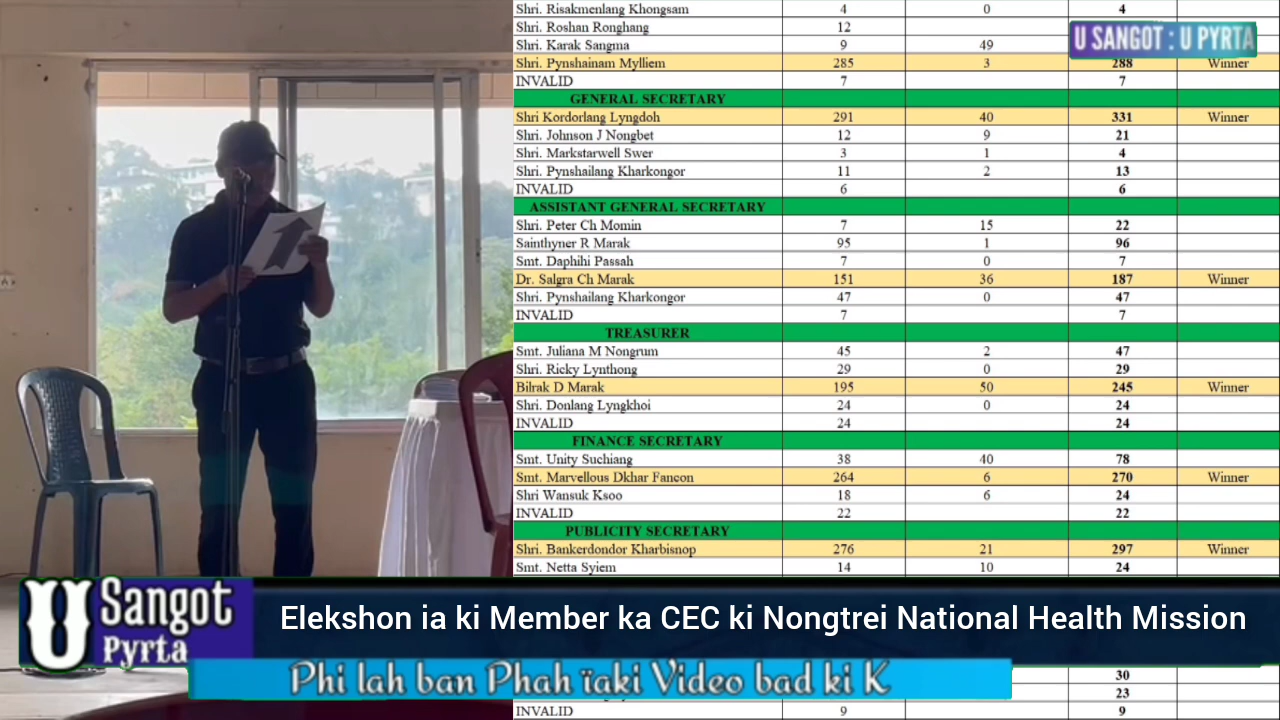 Shri. Risakmenlang Khongsam 4 0 4
Shri. Roshan Ronghang 12
Shri. Karak Sangma 9 49
U SANGOT : U PYRTA
Shri. Pynshainam Mylliem 285 3 288 Winner
INVALID 7 7
GENERAL SECRETARY
Shri Kordorlang Lyngdoh 291 40 331 Winner
Shri. Johnson J Nongbet 12 9 21
Shri. Markstarwell Swer 3 1 4
Shri. Pynshailang Kharkongor 11 2 13
INVALID 6 6
ASSISTANT GENERAL SECRETARY
Shri. Peter Ch Momin 7 15 22
Sainthyner R Marak 95 1 96
Smt. Daphihi Passah 7 0 7
Dr. Salgra Ch Marak 151 36 187 Winner
Shri. Pynshailang Kharkongor 47 0 47
INVALID 7 7
TREASURER
Smt. Juliana M Nongrum 45 2 47
Shri. Ricky Lynthong 29 0 29
Bilrak D Marak 195 50 245 Winner
Shri. Donlang Lyngkhoi 24 0 24
INVALID 24 24
FINANCE SECRETARY
Smt. Unity Suchiang 38 40 78
Smt. Marvellous Dkhar Fancon 264 6 270 Winner
Shri Wansuk Ksoo 18 6 24
INVALID 22 22
PUBLICITY SECRETARY
Shri. Bankerdondor Kharbisnop 276 21 297 Winner
Smt. Netta Syiem 14 10 24
U Sangot Pyrta
Elekshon ia ki Member ka CEC ki Nongtrei National Health Mission
Phi lah ban Phah ïaki Video bad ki K
30
23
INVALID 9 9